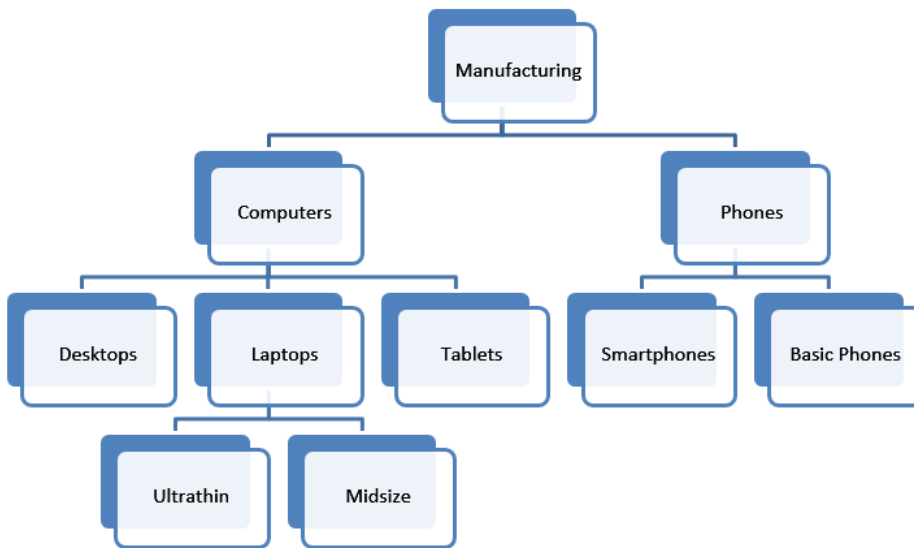 Manufacturing
Computers
Phones
Desktops
Laptops
Tablets
Smartphones
Basic Phones
Ultrathin
Midsize